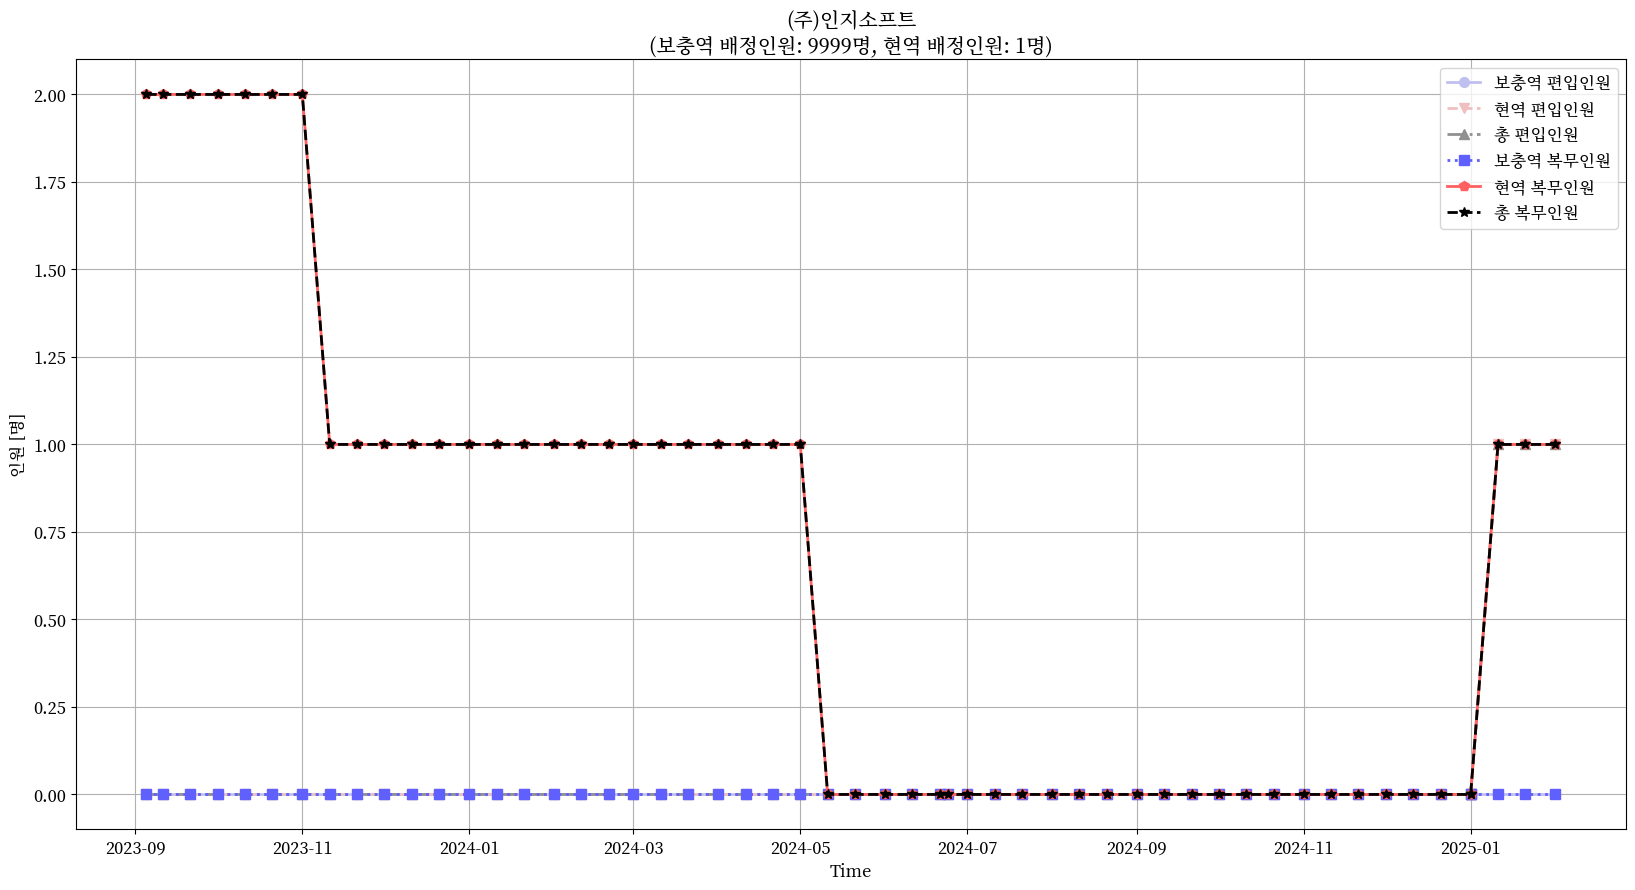 (주)인지소프트
(보충역 배정인원: 9999명, 현역 배정인원: 1명)
보충역 편입인원
현역 편입인원
총 편입인원
보충역 복무인원
현역 복무인원
총 복무인원
인원 [명]
2.00
1.75
1.50
1.25
1.00
0.75
0.50
0.25
0.00
2023-09
2023-11
2024-01
2024-03
2024-05
2024-07
2024-09
2024-11
2025-01
Time